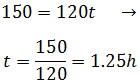 150 = 120t →
t = 150/120 = 1.25h